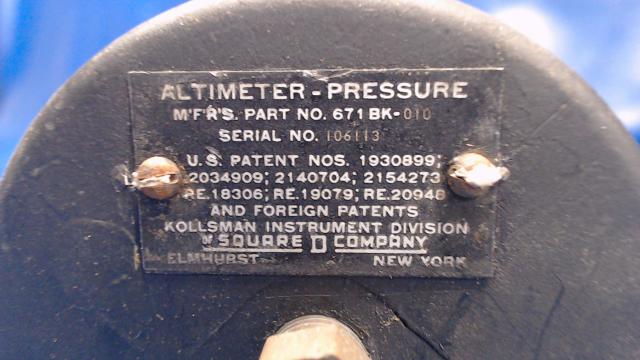 ALTIMETER - PRESSURE
M'F'R'S. PART NO. 671 BK-010
SERIAL NO. 106113
U.S. PATENT NOS. 1930899;
2034909; 2140704; 2154273
RE.18306; RE.19079; RE.20948
AND FOREIGN PATENTS
KOLLSMAN INSTRUMENT DIVISION
OF SQUARE D COMPANY
ELMHURST NEW YORK